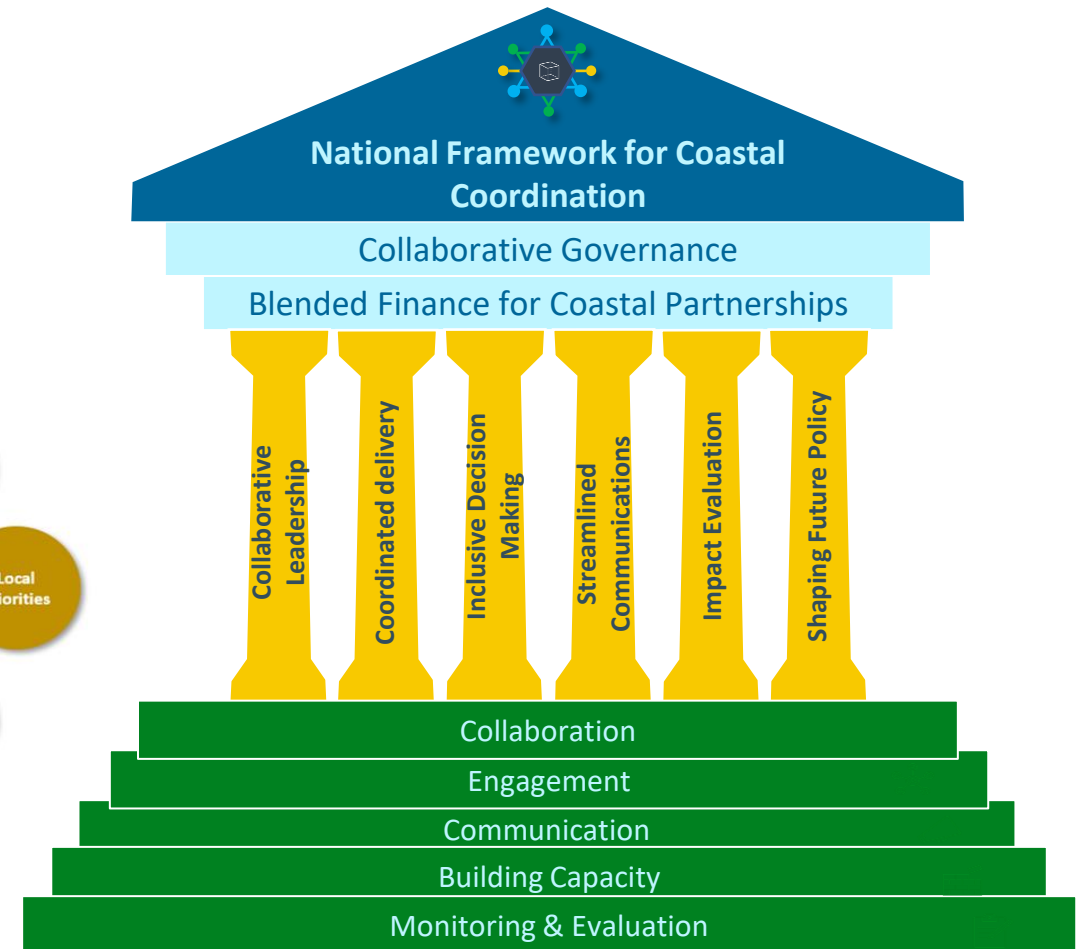 National Framework for Coastal
Coordination
Collaborative Governance
Blended Finance for Coastal Partnerships
Collaborative
Leadership
Coordinated delivery
Inclusive Decision
Making
Streamlined
Communications
Impact Evaluation
Shaping Future Policy
Local
Collaboration
Engagement
Communication
Building Capacity
Monitoring & Evaluation